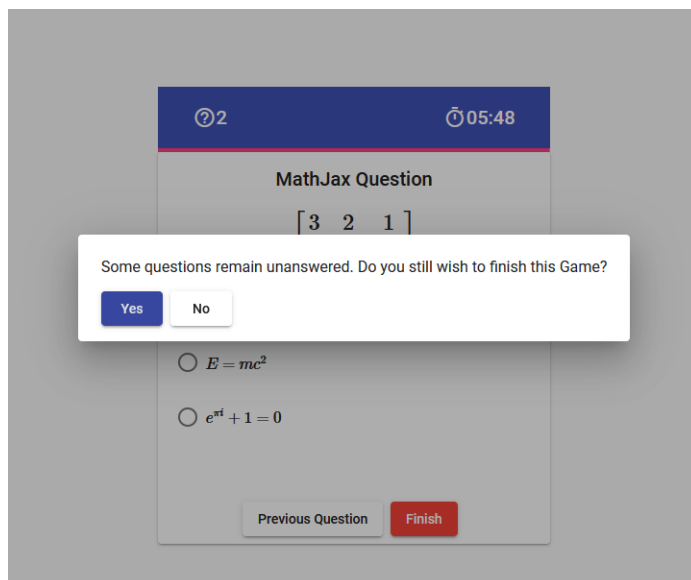 2 05:48
MathJax Question
[ 3 2 1 ]
Some questions remain unanswered. Do you still wish to finish this Game?
Yes No
E = mc²
e^{πi} + 1 = 0
Previous Question Finish